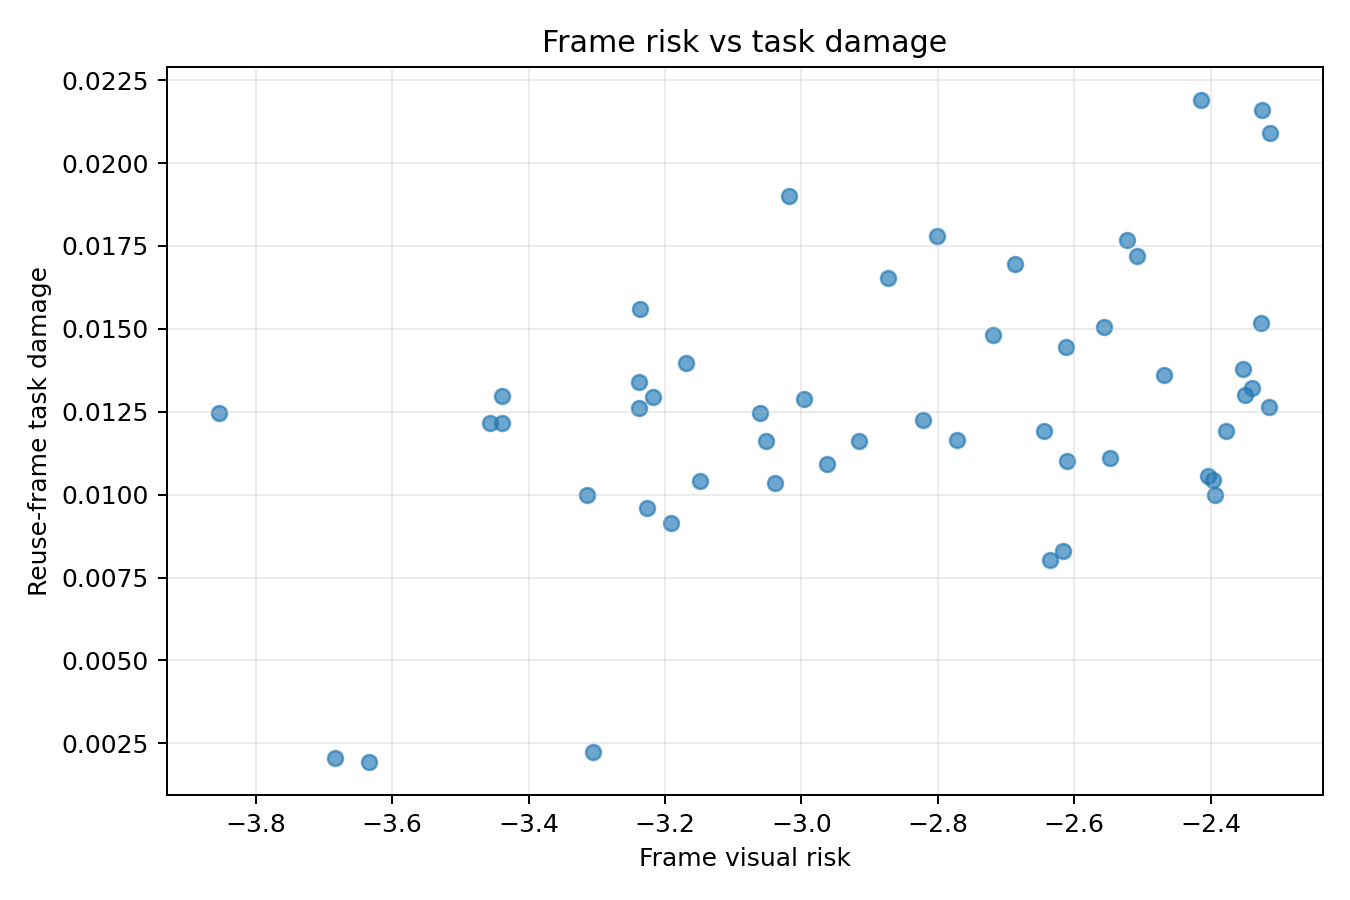 Frame risk vs task damage
0.0225
0.0200
0.0175
0.0150
0.0125
0.0100
0.0075
0.0050
0.0025
Reuse-frame task damage
−3.8 −3.6 −3.4 −3.2 −3.0 −2.8 −2.6 −2.4
Frame visual risk